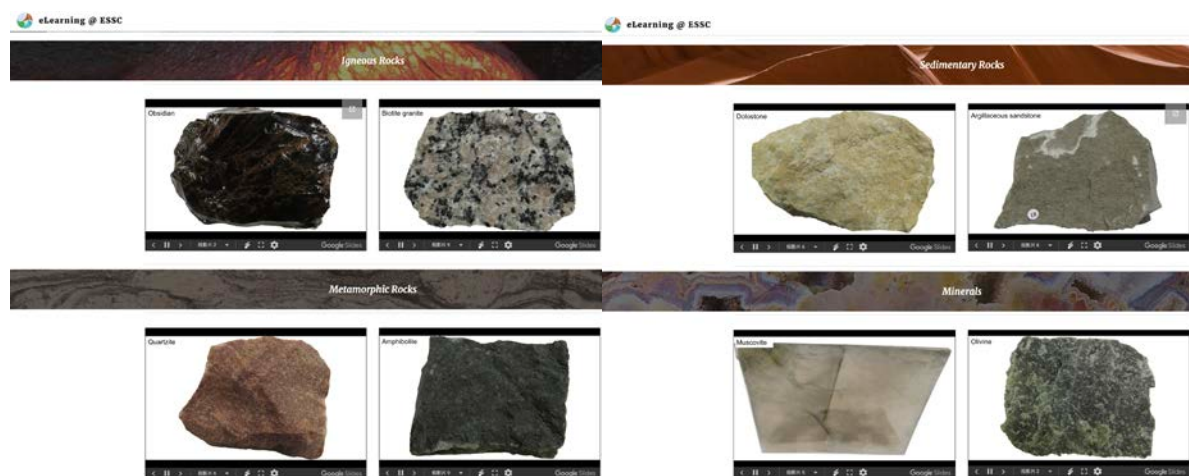 eLearning @ ESSC
Igneous Rocks
Obsidian
Biotite granite
Google Slides
Google Slides
Metamorphic Rocks
Quartzite
Amphibolite
Google Slides
Google Slides
eLearning @ ESSC
Sedimentary Rocks
Dolostone
Argillaceous sandstone
Google Slides
Google Slides
Minerals
Muscovite
Olivine
Google Slides
Google Slides